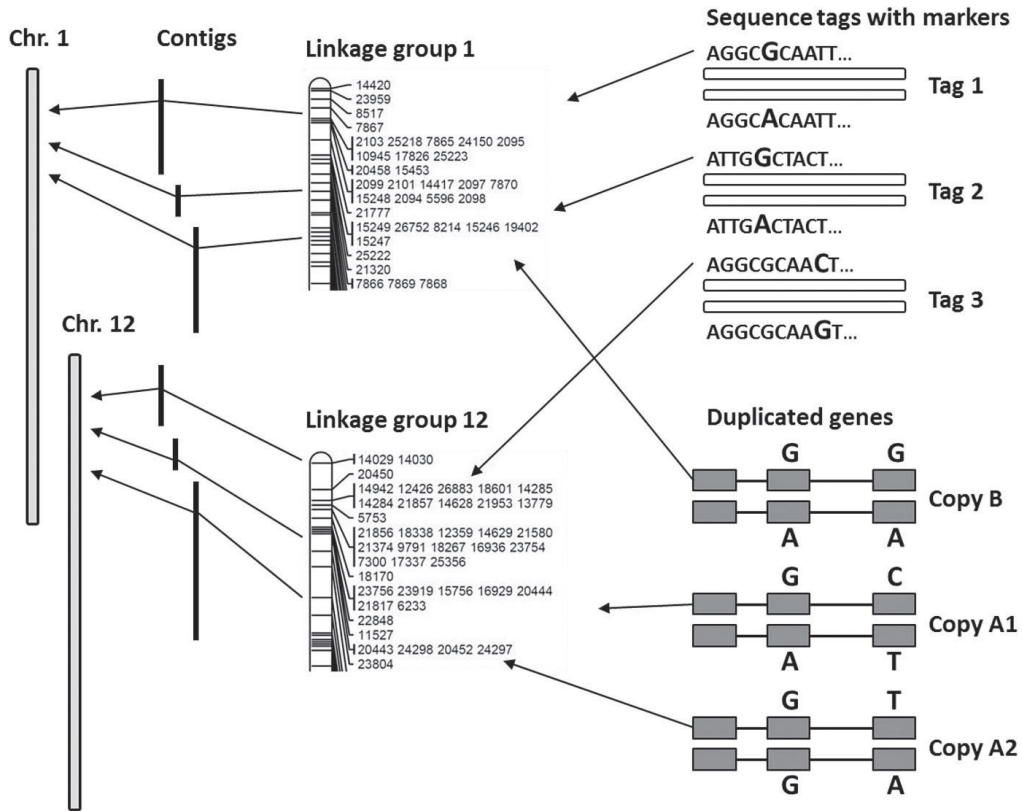 Chr. 1
Contigs
Linkage group 1
14420
23959
8517
7867
2103 25218 7865 24150 2095
10945 17826 25223
20458 15453
2099 2101 14417 2097 7870
15248 2094 5596 2098
21777
15249 26752 8214 15246 19402
15247
25222
21320
7866 7869 7868
Chr. 12
Linkage group 12
14029 14030
20450
14942 12426 26883 18601 14285
14284 21857 14628 21953 13779
5753
21856 18338 12359 14629 21580
21374 9791 18267 16936 23754
7300 17337 25356
18170
23756 23919 15756 16929 20444
21817 6233
22848
11527
20443 24298 20452 24297
23804
Sequence tags with markers
AGGCGCAATT...
Tag 1
AGGCACAATT...
ATTGGCTACT...
Tag 2
ATTGACTACT...
AGGCGCAACT...
Tag 3
AGGCGCAAGT...
Duplicated genes
G G
Copy B
A A
G C
Copy A1
A T
G T
Copy A2
G A